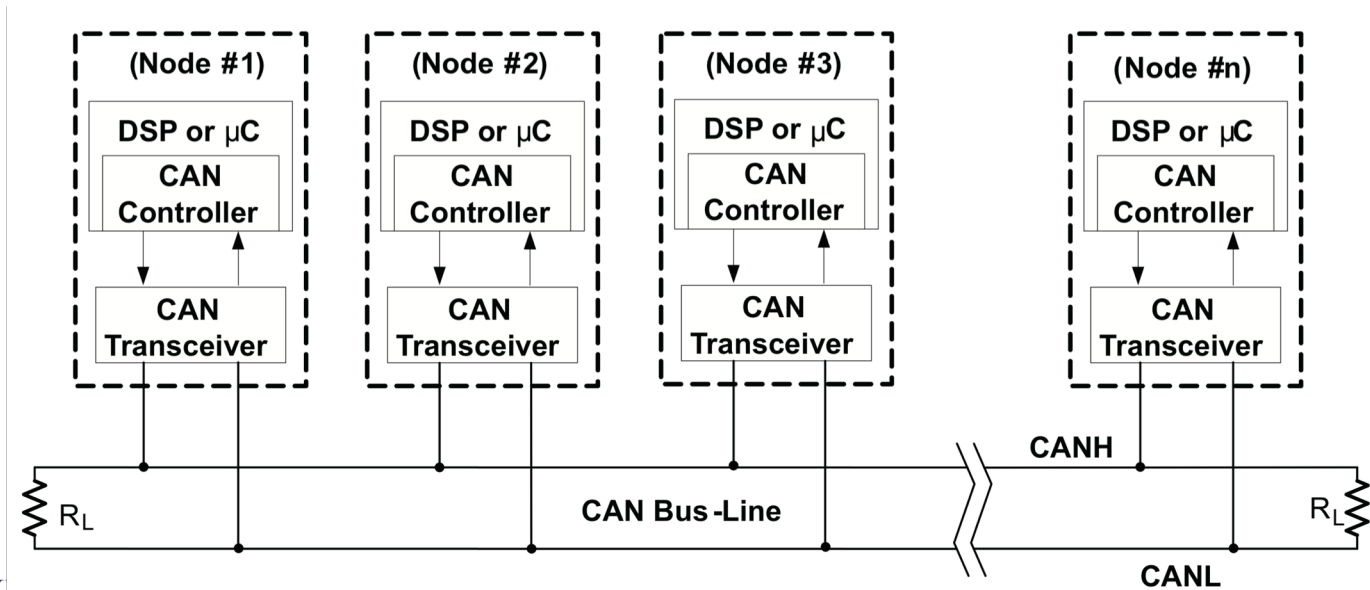 (Node #1)
DSP or µC
CAN
Controller
CAN
Transceiver
(Node #2)
DSP or µC
CAN
Controller
CAN
Transceiver
(Node #3)
DSP or µC
CAN
Controller
CAN
Transceiver
(Node #n)
DSP or µC
CAN
Controller
CAN
Transceiver
CANH
RL
CAN Bus-Line
RL
CANL